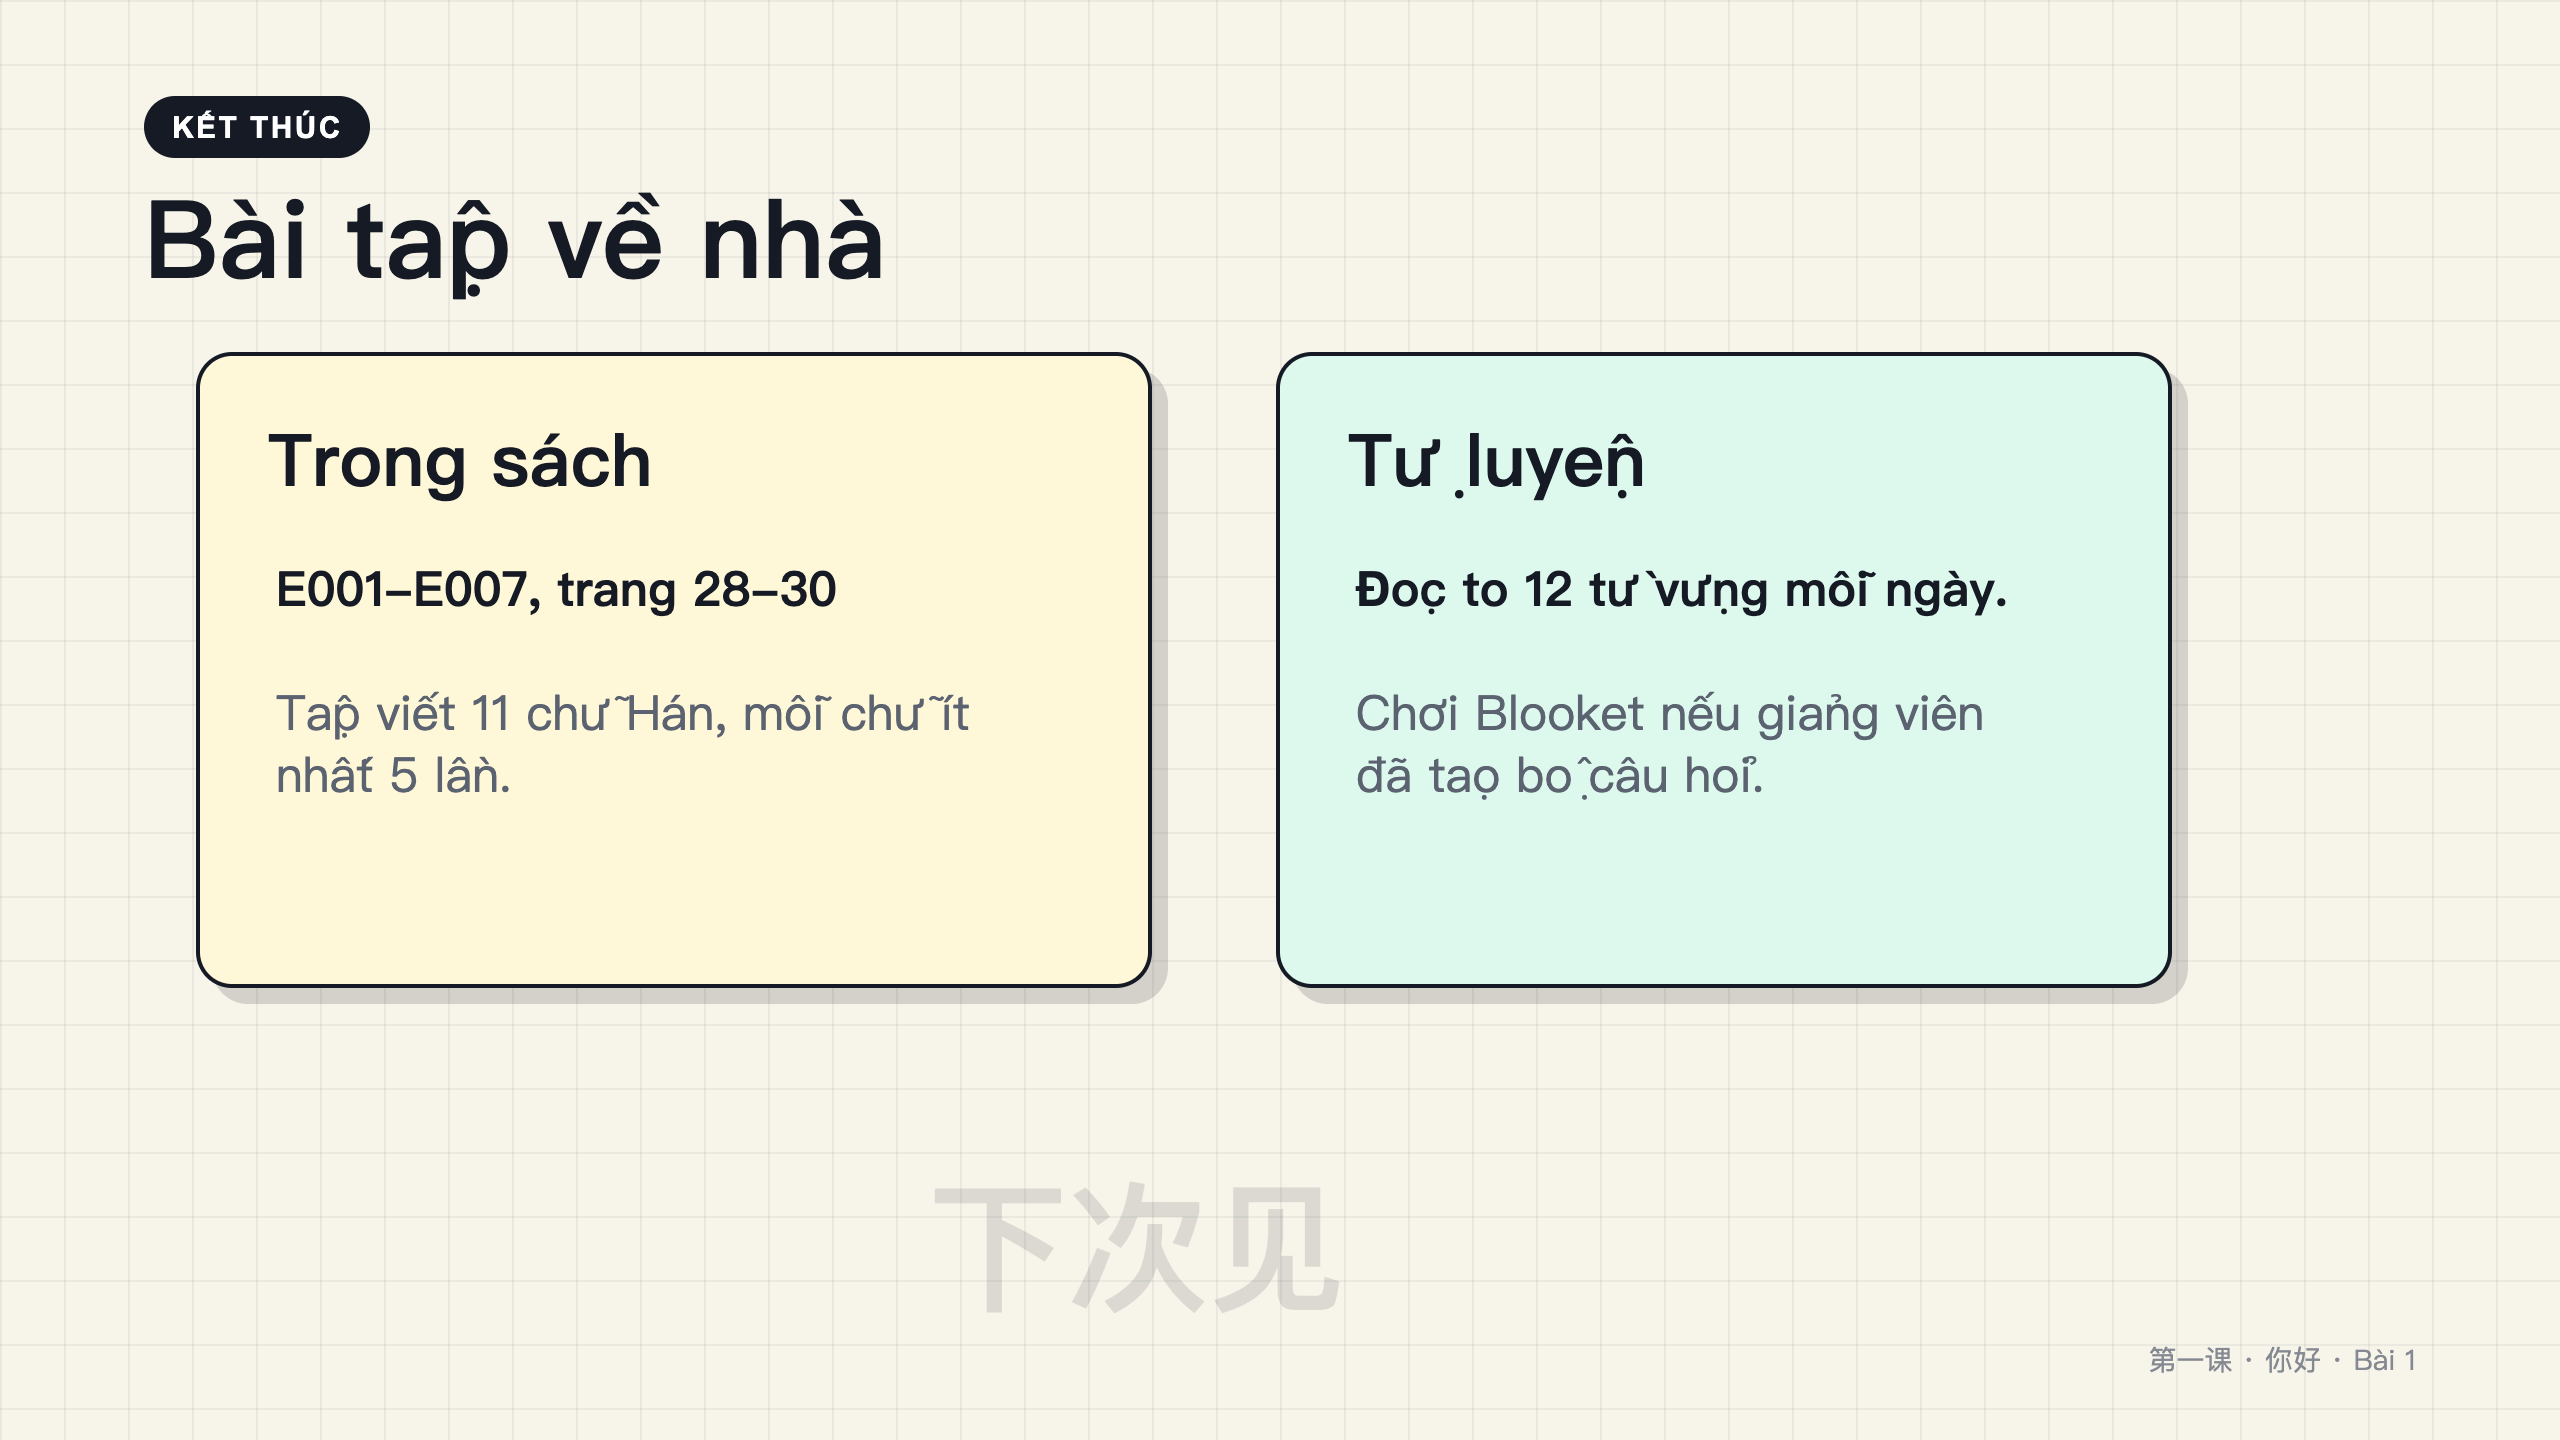 KẾT THÚC
Bài tập về nhà
Trong sách
E001–E007, trang 28–30
Tập viết 11 chữ Hán, mỗi chữ ít
nhất 5 lần.
Tự luyện
Đọc to 12 từ vựng mỗi ngày.
Chơi Blooket nếu giảng viên
đã tạo bộ câu hỏi.
下次见
第一课 · 你好 · Bài 1